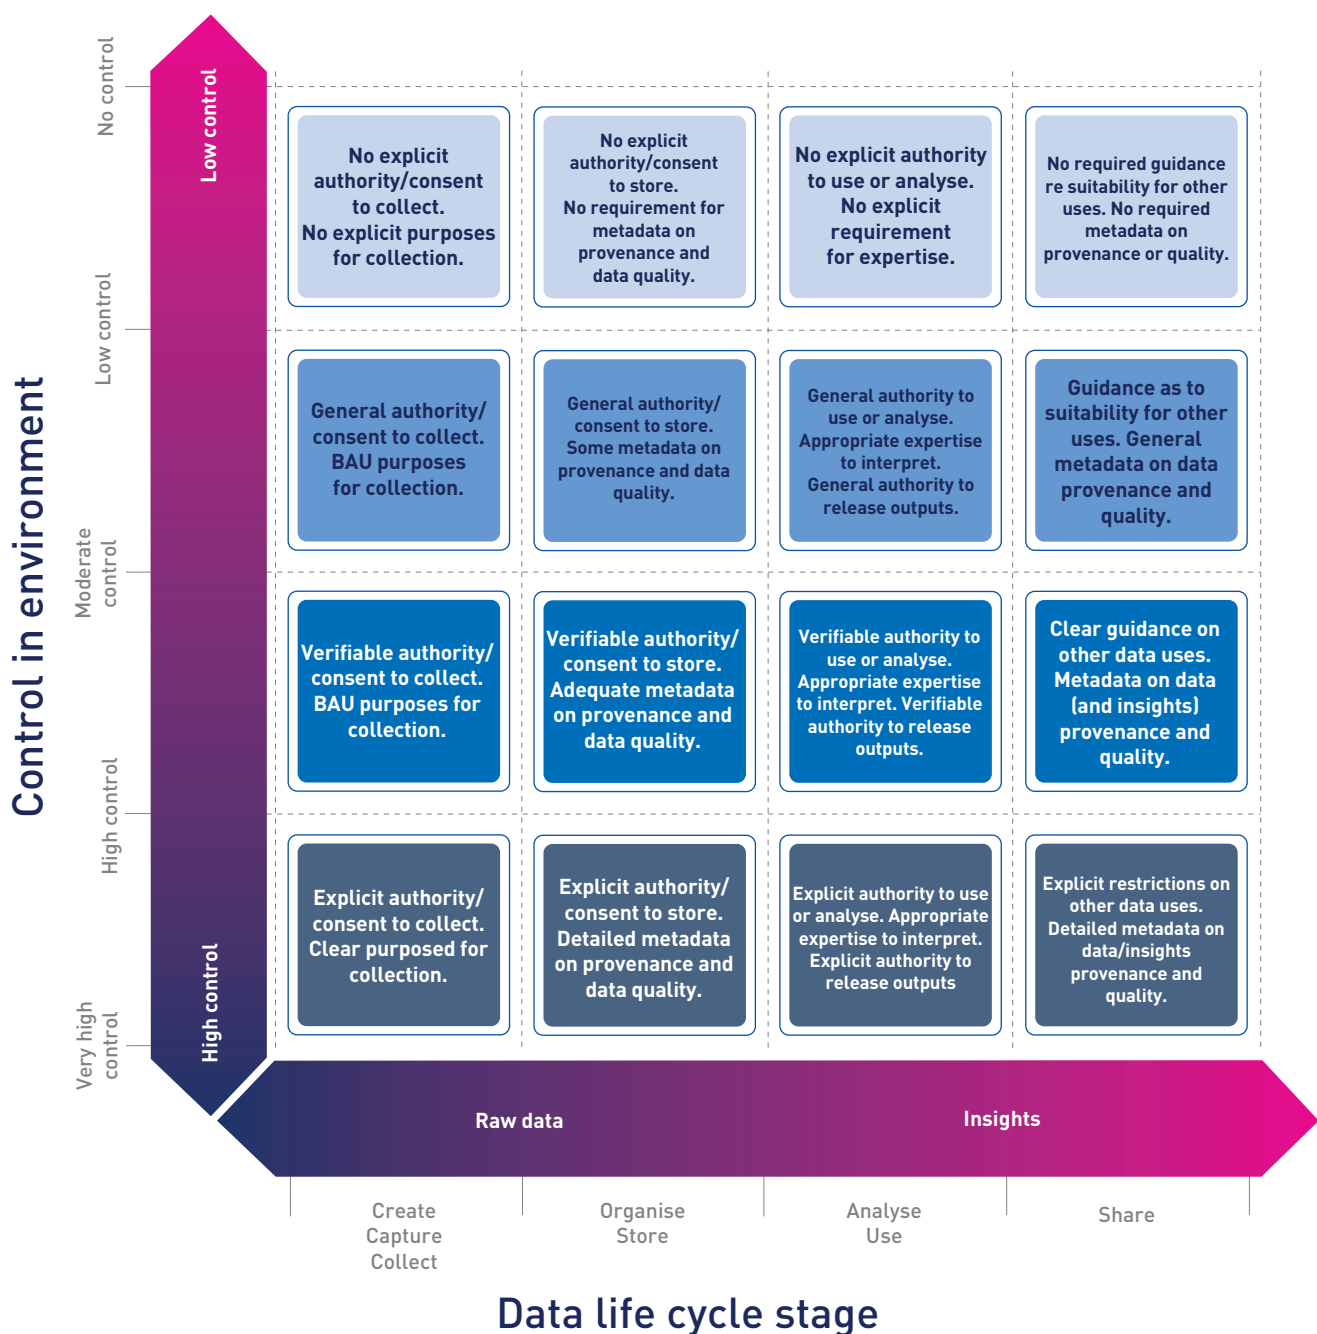 Control in environment
No control
Low control
Moderate
control
High control
Very high
control
Low control
High control
No explicit
authority/consent
to collect.
No explicit purposes
for collection.
No explicit
authority/consent
to store.
No requirement for
metadata on
provenance and
data quality.
No explicit authority
to use or analyse.
No explicit
requirement
for expertise.
No required guidance
re suitability for other
uses. No required
metadata on
provenance or quality.
General authority/
consent to collect.
BAU purposes
for collection.
General authority/
consent to store.
Some metadata on
provenance and data
quality.
General authority to
use or analyse.
Appropriate expertise
to interpret.
General authority to
release outputs.
Guidance as to
suitability for other
uses. General
metadata on data
provenance and
quality.
Verifiable authority/
consent to collect.
BAU purposes for
collection.
Verifiable authority/
consent to store.
Adequate metadata
on provenance and
data quality.
Verifiable authority to
use or analyse.
Appropriate expertise
to interpret. Verifiable
authority to release
outputs.
Clear guidance on
other data uses.
Metadata on data
(and insights)
provenance and
quality.
Explicit authority/
consent to collect.
Clear purposed for
collection.
Explicit authority/
consent to store.
Detailed metadata
on provenance and
data quality.
Explicit authority to use
or analyse. Appropriate
expertise to interpret.
Explicit authority to
release outputs
Explicit restrictions on
other data uses.
Detailed metadata on
data/insights
provenance and
quality.
Raw data
Insights
Create
Capture
Collect
Organise
Store
Analyse
Use
Share
Data life cycle stage